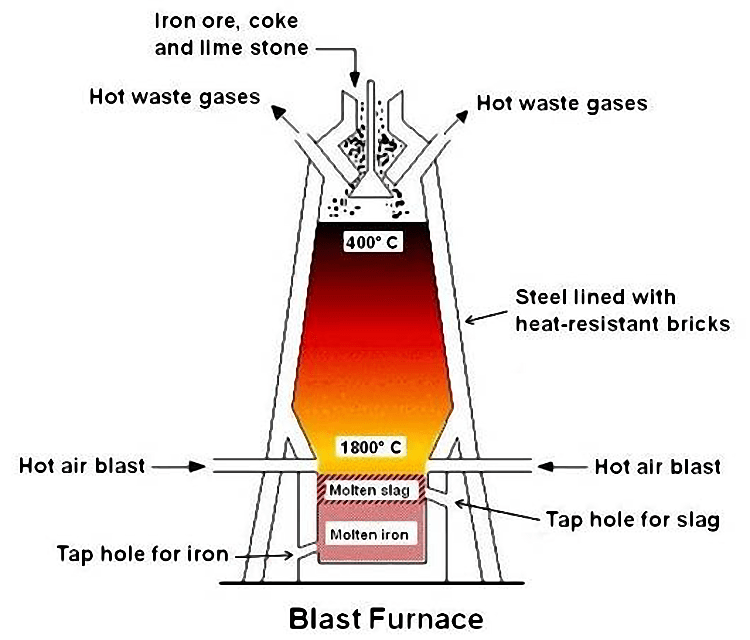 Iron ore, coke
and lime stone
Hot waste gases
Hot waste gases
400° C
Steel lined with
heat-resistant bricks
1800° C
Hot air blast
Hot air blast
Molten slag
Tap hole for slag
Molten iron
Tap hole for iron
Blast Furnace